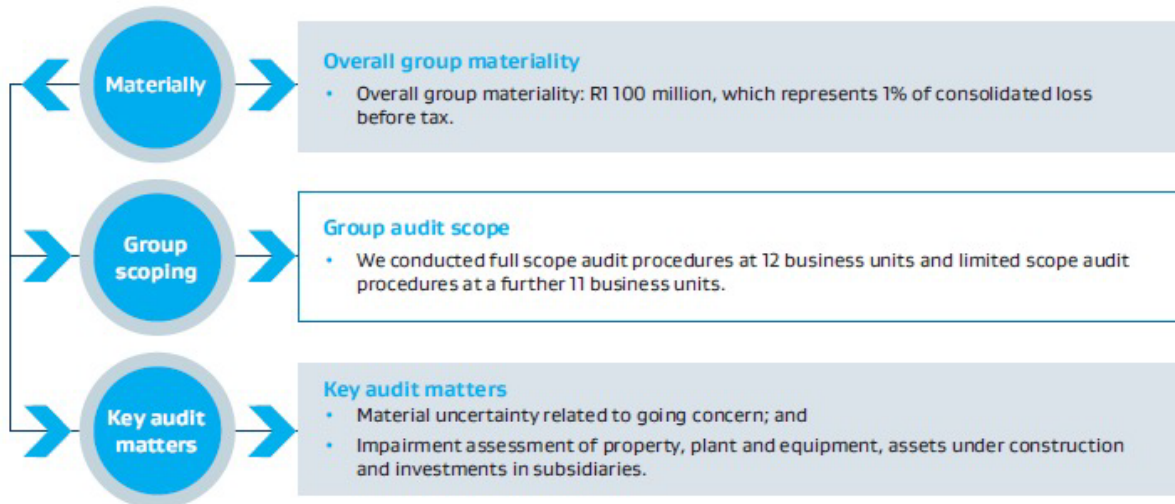 Materially
Overall group materiality
• Overall group materiality: R1 100 million, which represents 1% of consolidated loss
before tax.
Group
scoping
Group audit scope
• We conducted full scope audit procedures at 12 business units and limited scope audit
procedures at a further 11 business units.
Key audit
matters
Key audit matters
• Material uncertainty related to going concern; and
• Impairment assessment of property, plant and equipment, assets under construction
and investments in subsidiaries.